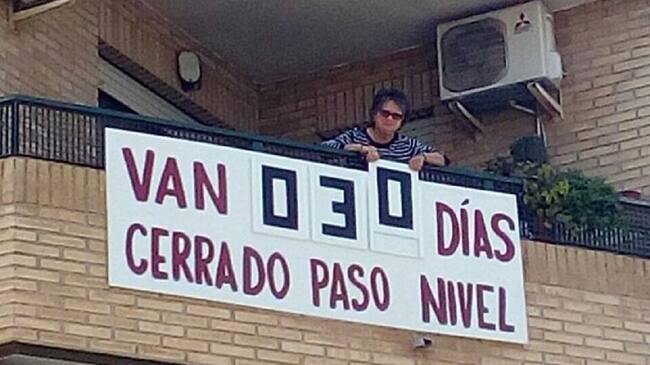 VAN 030 DÍAS
CERRADO PASO NIVEL